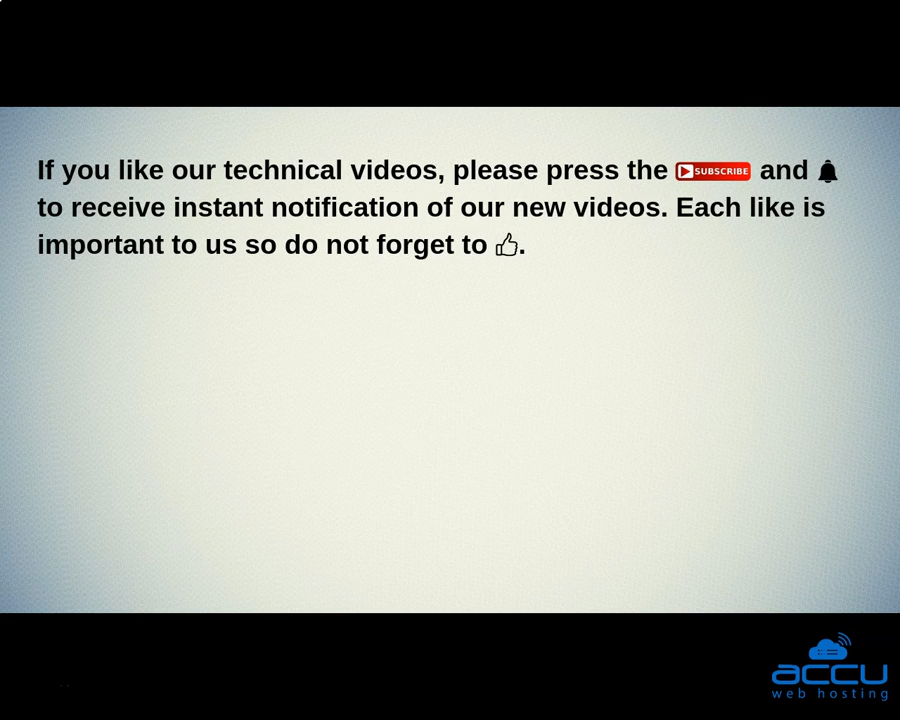 If you like our technical videos, please press the SUBSCRIBE and
to receive instant notification of our new videos. Each like is
important to us so do not forget to .
accu
web hosting